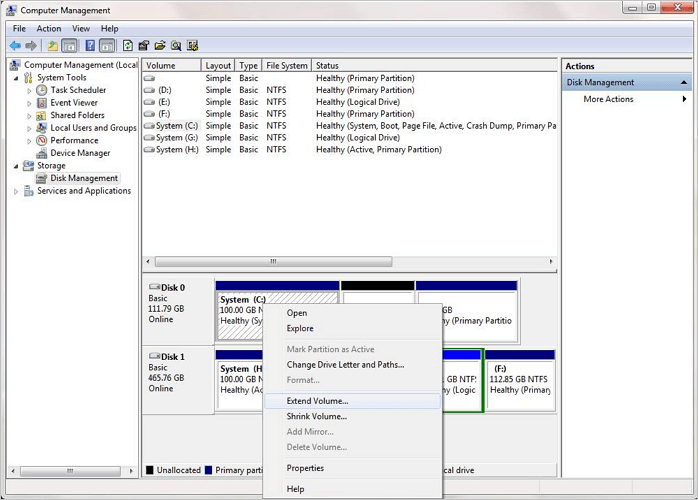 Computer Management
File Action View Help
Computer Management (Local
System Tools
Task Scheduler
Event Viewer
Shared Folders
Local Users and Groups
Performance
Device Manager
Storage
Disk Management
Services and Applications
Volume Layout Type File System Status
Simple Basic Healthy (Primary Partition)
(D:) Simple Basic NTFS Healthy (Primary Partition)
(E:) Simple Basic NTFS Healthy (Logical Drive)
(F:) Simple Basic NTFS Healthy (Primary Partition)
System (C:) Simple Basic NTFS Healthy (System, Boot, Page File, Active, Crash Dump, Primary Pa
System (G:) Simple Basic NTFS Healthy (Logical Drive)
System (H:) Simple Basic NTFS Healthy (Active, Primary Partition)
Actions
Disk Management
More Actions
Disk 0
Basic
111.79 GB
Online
System (C:)
100.00 GB N
Healthy (Sy
GB
(Primary Partitio
Disk 1
Basic
465.76 GB
Online
System (H
100.00 GB N
Healthy (Ac
GB NTF
(Logic
(F:)
112.85 GB NTFS
Healthy (Primar
Open
Explore
Mark Partition as Active
Change Drive Letter and Paths...
Format...
Extend Volume...
Shrink Volume...
Add Mirror...
Delete Volume...
Properties
Help
Unallocated Primary parti
cal drive